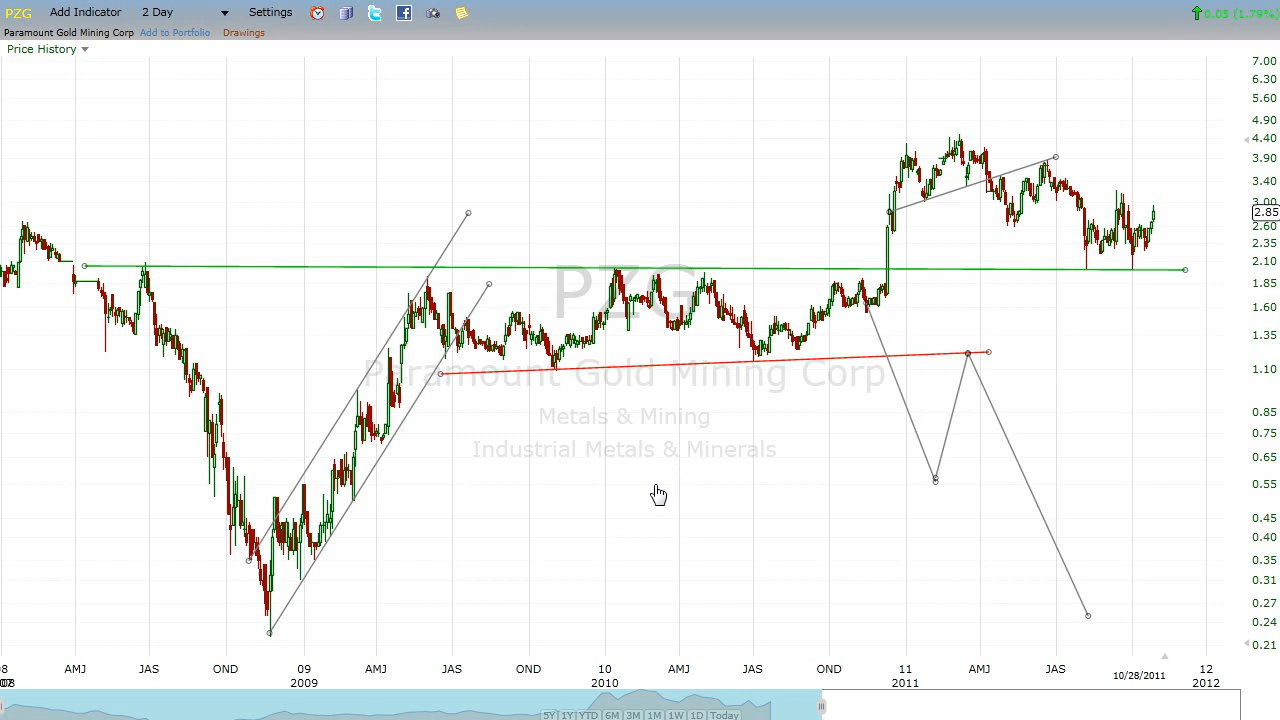 PZG Add Indicator 2 Day Settings 0.05 (1.79%)
Paramount Gold Mining Corp Add to Portfolio Drawings
Price History
7.00
6.30
5.60
4.90
4.40
3.90
3.40
3.00
2.85
2.60
2.35
2.10
1.85
1.60
1.35
1.10
0.85
0.75
0.65
0.55
0.45
0.40
0.35
0.31
0.27
0.24
0.21
PZG
Paramount Gold Mining Corp
Metals & Mining
Industrial Metals & Minerals
08 AMJ JAS OND 09 AMJ JAS OND 10 AMJ JAS OND 11 AMJ JAS 12
2009 2010 2011 10/28/2011 2012
5Y 1Y YTD 6M 3M 1M 1W 1D Today